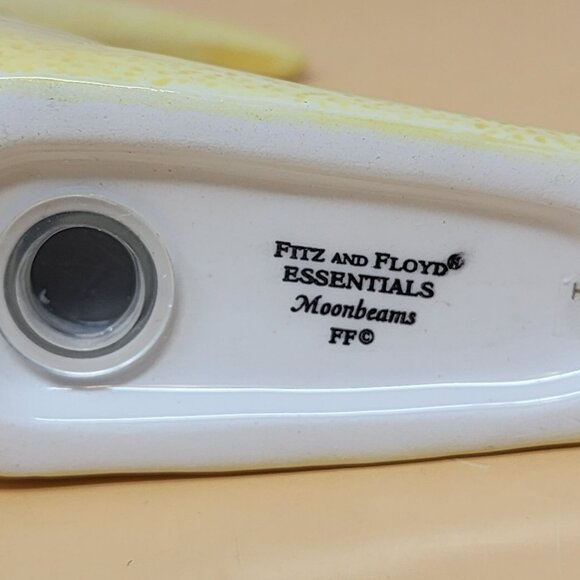 FITZ AND FLOYD®
ESSENTIALS
Moonbeams
FF©